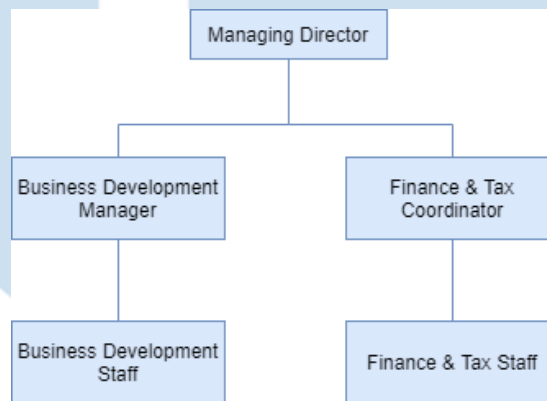 Managing Director
Business Development
Manager
Finance & Tax
Coordinator
Business Development
Staff
Finance & Tax Staff